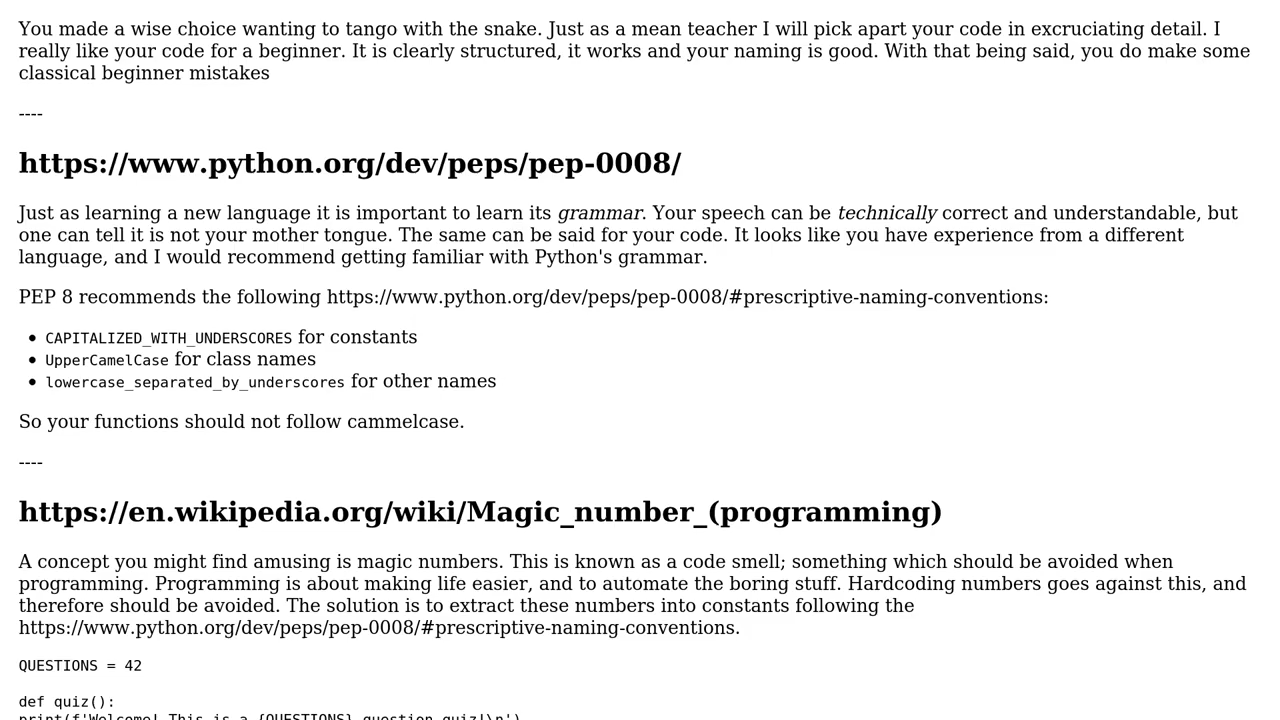 You made a wise choice wanting to tango with the snake. Just as a mean teacher I will pick apart your code in excruciating detail. I
really like your code for a beginner. It is clearly structured, it works and your naming is good. With that being said, you do make some
classical beginner mistakes
----
https://www.python.org/dev/peps/pep-0008/
Just as learning a new language it is important to learn its grammar. Your speech can be technically correct and understandable, but
one can tell it is not your mother tongue. The same can be said for your code. It looks like you have experience from a different
language, and I would recommend getting familiar with Python's grammar.
PEP 8 recommends the following https://www.python.org/dev/peps/pep-0008/#prescriptive-naming-conventions:
• CAPITALIZED_WITH_UNDERSCORES for constants
• UpperCamelCase for class names
• lowercase_separated_by_underscores for other names
So your functions should not follow cammelcase.
----
https://en.wikipedia.org/wiki/Magic_number_(programming)
A concept you might find amusing is magic numbers. This is known as a code smell; something which should be avoided when
programming. Programming is about making life easier, and to automate the boring stuff. Hardcoding numbers goes against this, and
therefore should be avoided. The solution is to extract these numbers into constants following the
https://www.python.org/dev/peps/pep-0008/#prescriptive-naming-conventions.
QUESTIONS = 42
def quiz():
print(f'Welcome! This is a {QUESTIONS} question quiz!\n')